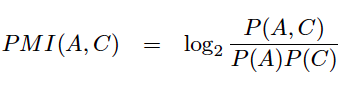 PMI(A, C) = log₂ P(A, C) / P(A)P(C)